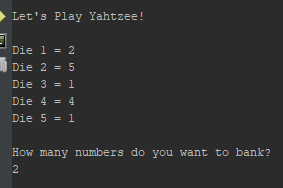 Let's Play Yahtzee!
Die 1 = 2
Die 2 = 5
Die 3 = 1
Die 4 = 4
Die 5 = 1
How many numbers do you want to bank?
2